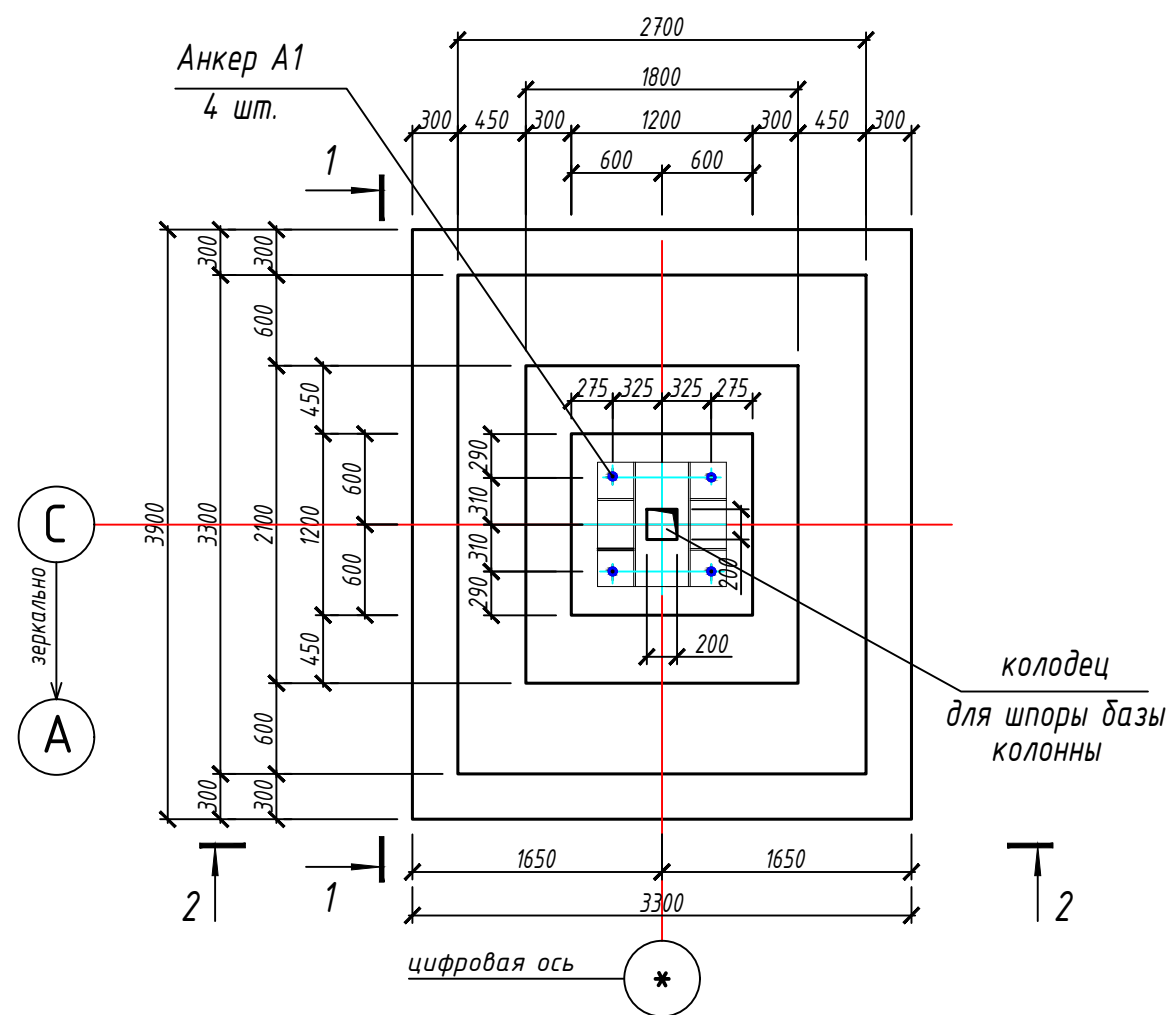 2700
Анкер А1
4 шт.
1800
300 450 300 1200 300 450 300
600 600
1
300 300
600
275 325 325 275
450
290
600
310
С
3900 3300 2100 1200
зеркально
600
310
290
200
450
200
колодец
для шпоры базы
колонны
А
600
300 300
1650 1650
2 1 2
3300
цифровая ось
*